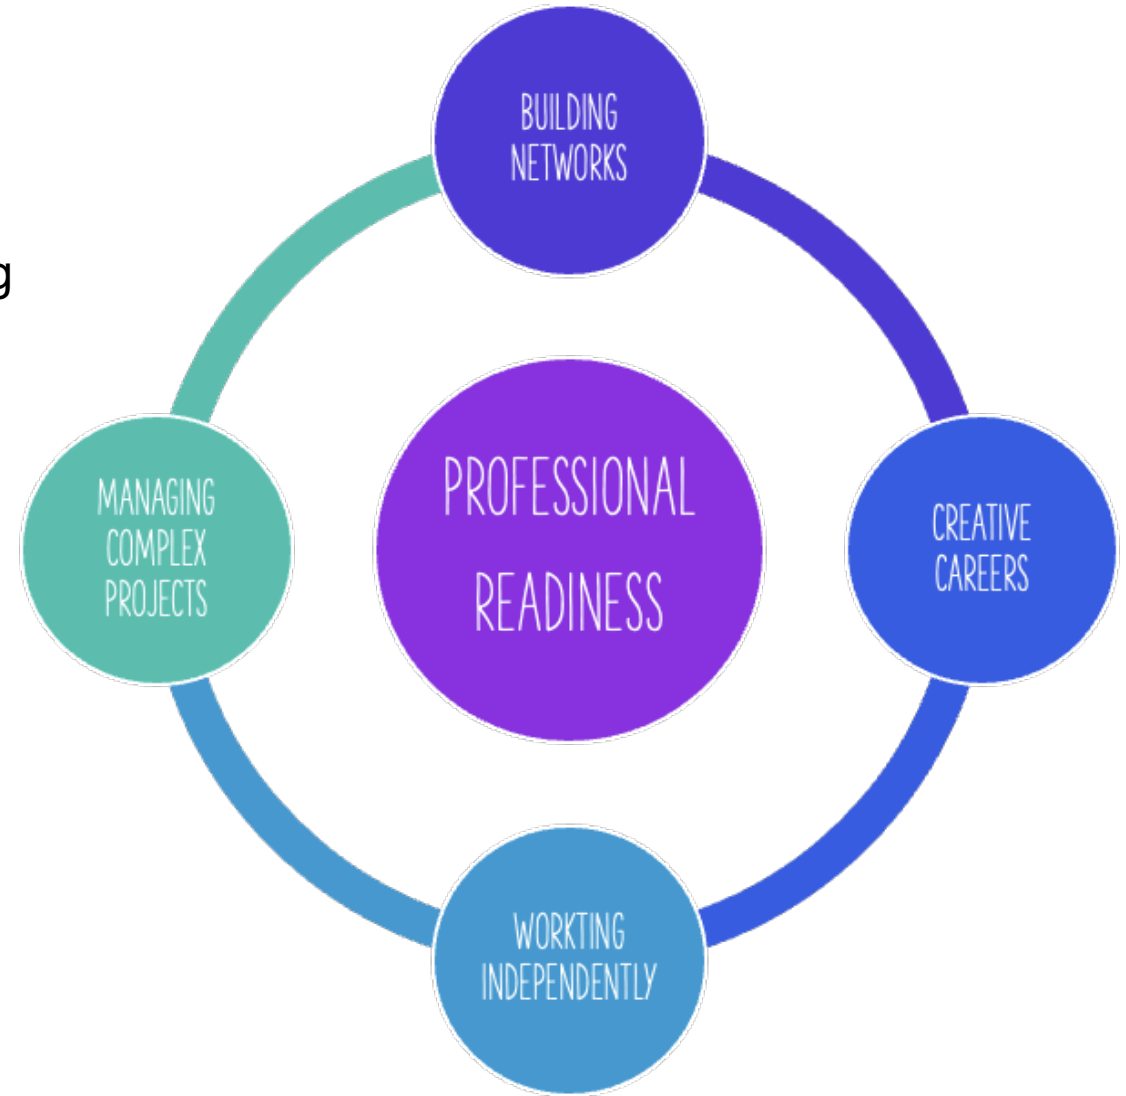 BUILDING
NETWORKS
g
MANAGING
COMPLEX
PROJECTS
PROFESSIONAL
READINESS
CREATIVE
CAREERS
WORKTING
INDEPENDENTLY